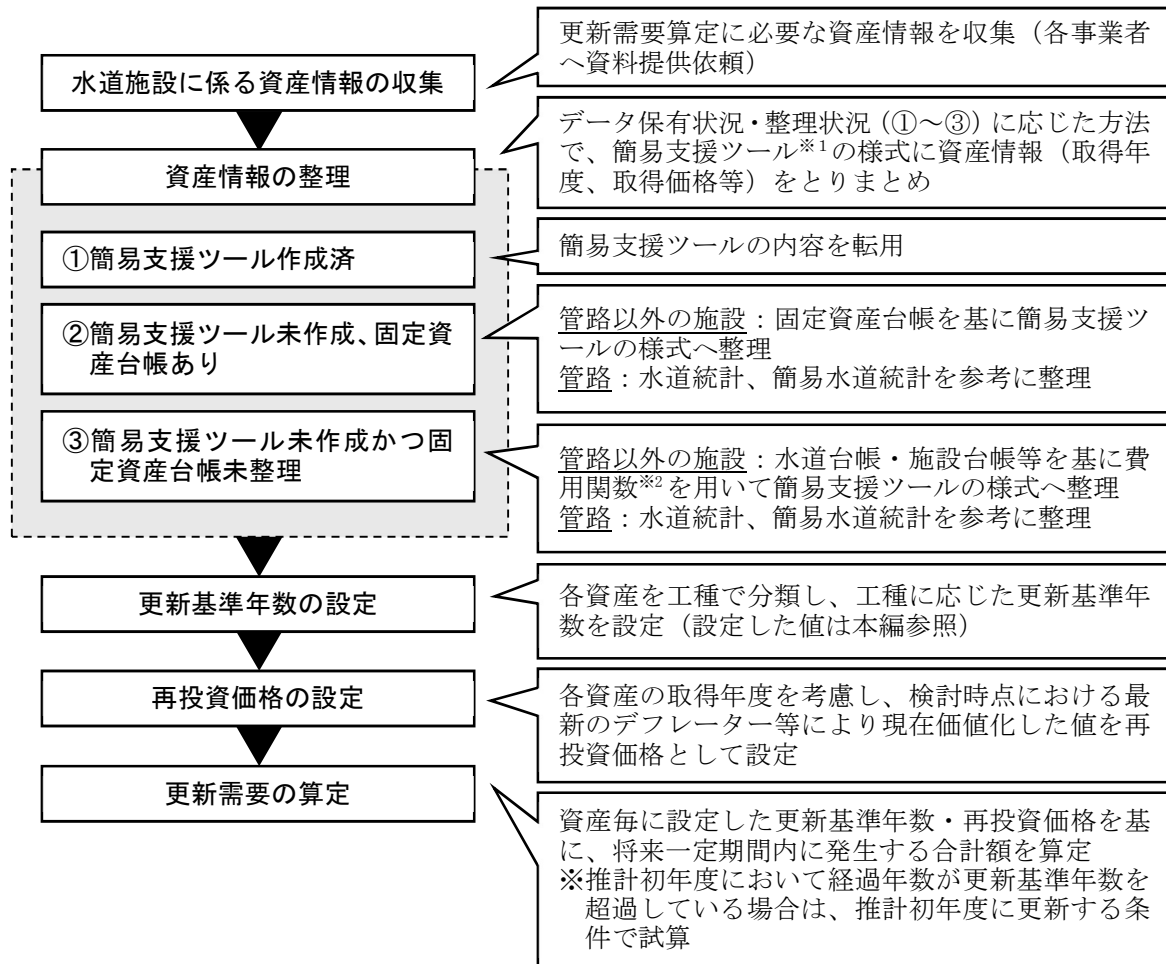 水道施設に係る資産情報の収集
更新需要算定に必要な資産情報を収集（各事業者
へ資料提供依頼）
資産情報の整理
データ保有状況・整理状況（①～③）に応じた方法
で、簡易支援ツール※1の様式に資産情報（取得年
度、取得価格等）をとりまとめ
①簡易支援ツール作成済
簡易支援ツールの内容を転用
②簡易支援ツール未作成、固定資
産台帳あり
管路以外の施設：固定資産台帳を基に簡易支援ツ
ールの様式へ整理
管路：水道統計、簡易水道統計を参考に整理
③簡易支援ツール未作成かつ固
定資産台帳未整理
管路以外の施設：水道台帳・施設台帳等を基に費
用関数※2を用いて簡易支援ツールの様式へ整理
管路：水道統計、簡易水道統計を参考に整理
更新基準年数の設定
各資産を工種で分類し、工種に応じた更新基準年
数を設定（設定した値は本編参照）
再投資価格の設定
各資産の取得年度を考慮し、検討時点における最
新のデフレーター等により現在価値化した値を再
投資価格として設定
更新需要の算定
資産毎に設定した更新基準年数・再投資価格を基
に、将来一定期間内に発生する合計額を算定
※推計初年度において経過年数が更新基準年数を
超過している場合は、推計初年度に更新する条
件で試算